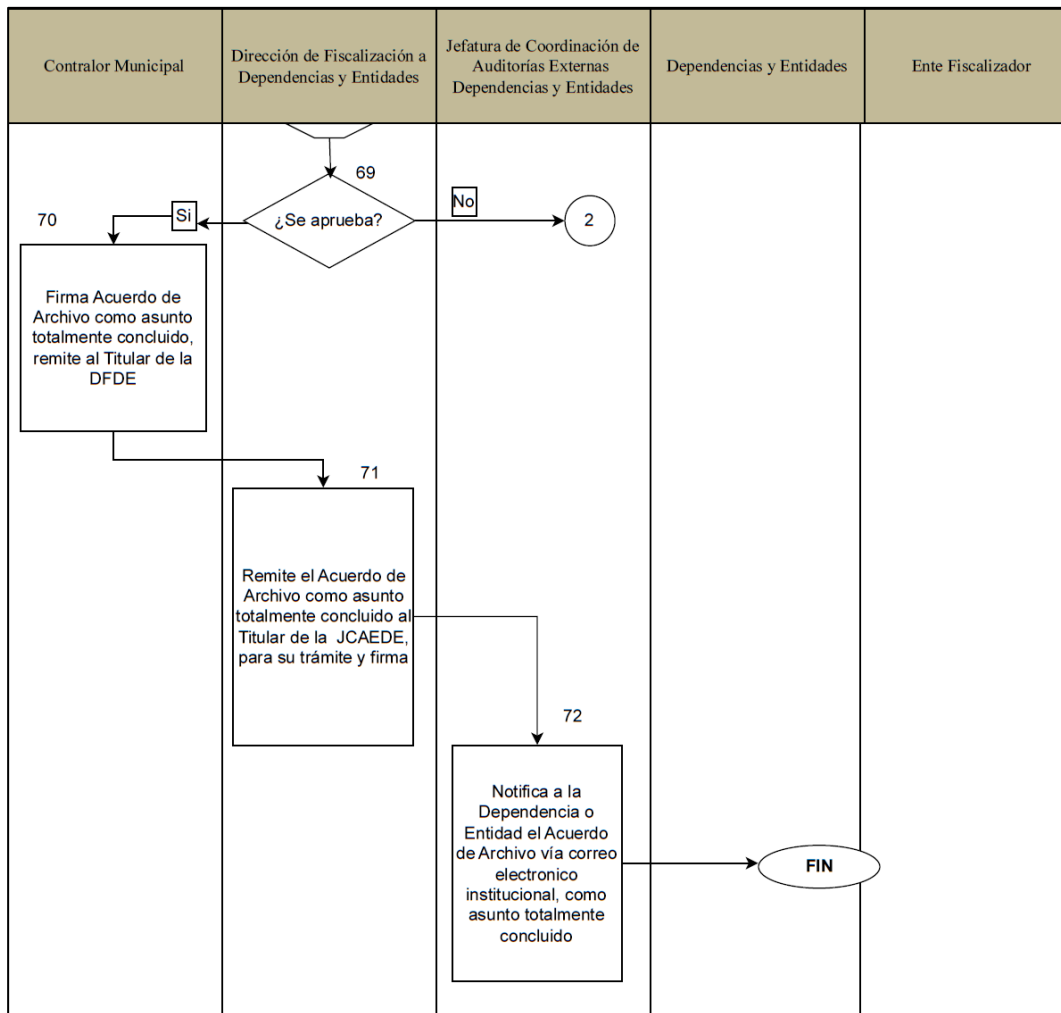 Contralor Municipal
Dirección de Fiscalización a
Dependencias y Entidades
Jefatura de Coordinación de
Auditorías Externas
Dependencias y Entidades
Dependencias y Entidades
Ente Fiscalizador
69
¿Se aprueba?
Si
No
2
70
Firma Acuerdo de
Archivo como asunto
totalmente concluido,
remite al Titular de la
DFDE
71
Remite el Acuerdo de
Archivo como asunto
totalmente concluido al
Titular de la JCAEDE,
para su trámite y firma
72
Notifica a la
Dependencia o
Entidad el Acuerdo
de Archivo vía correo
electronico
institucional, como
asunto totalmente
concluido
FIN